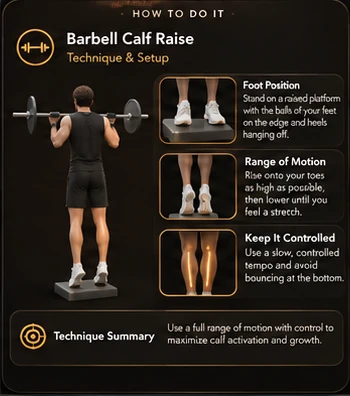 HOW TO DO IT
Barbell Calf Raise
Technique & Setup
Foot Position
Stand on a raised platform
with the balls of your feet
on the edge and heels
hanging off.
Range of Motion
Rise onto your toes
as high as possible,
then lower until you
feel a stretch.
Keep It Controlled
Use a slow, controlled
tempo and avoid
bouncing at the bottom.
Technique Summary
Use a full range of motion with control to
maximize calf activation and growth.